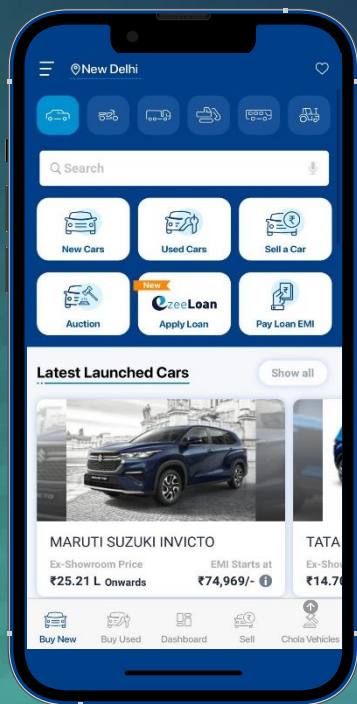 New Delhi
Search
New Cars
Used Cars
Sell a Car
New
Auction
EzeeLoan
Apply Loan
Pay Loan EMI
Latest Launched Cars
Show all
MARUTI SUZUKI INVICTO
TATA
Ex-Showroom Price
EMI Starts at
Ex-Sho
₹25.21 L Onwards
₹74,969/-
₹14.70
Buy New
Buy Used
Dashboard
Sell
Chola Vehicles